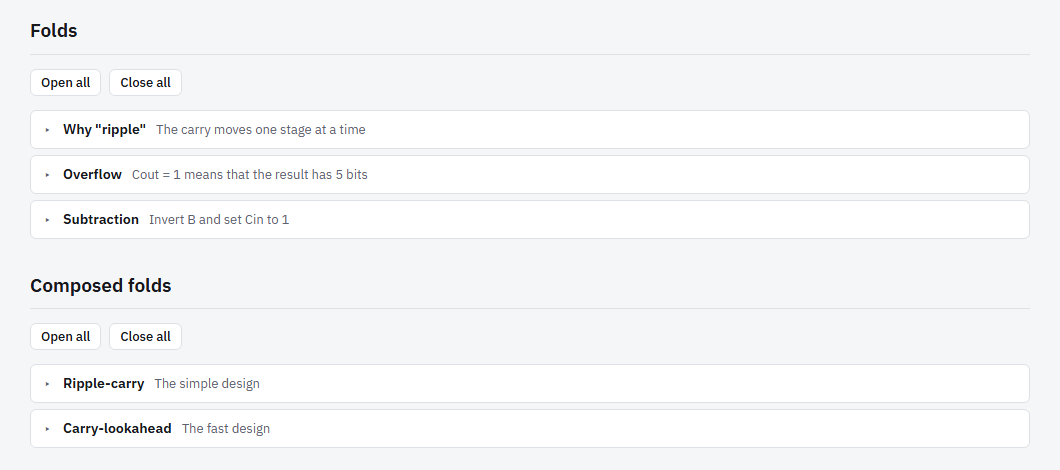 Folds
Open all Close all
Why "ripple" The carry moves one stage at a time
Overflow Cout = 1 means that the result has 5 bits
Subtraction Invert B and set Cin to 1
Composed folds
Open all Close all
Ripple-carry The simple design
Carry-lookahead The fast design